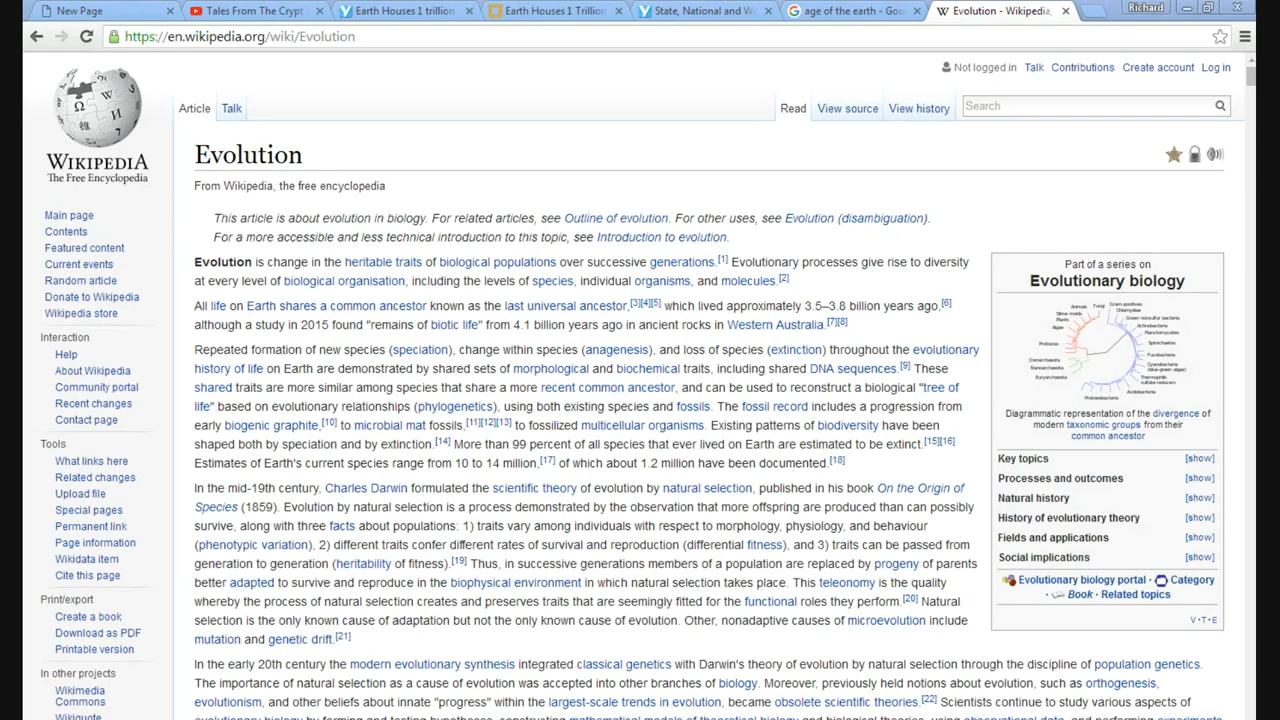 New Page
Tales From The Crypt
Earth Houses 1 trillion
Earth Houses 1 Trillion
State, National and W
age of the earth - Goo
Evolution - Wikipedia,
Richard
https://en.wikipedia.org/wiki/Evolution
Not logged in Talk Contributions Create account Log in
Article Talk
Read View source View history Search
WIKIPEDIA
The Free Encyclopedia
Main page
Contents
Featured content
Current events
Random article
Donate to Wikipedia
Wikipedia store
Interaction
Help
About Wikipedia
Community portal
Recent changes
Contact page
Tools
What links here
Related changes
Upload file
Special pages
Permanent link
Page information
Wikidata item
Cite this page
Print/export
Create a book
Download as PDF
Printable version
In other projects
Wikimedia
Commons
Wikiquote
Evolution
From Wikipedia, the free encyclopedia
This article is about evolution in biology. For related articles, see Outline of evolution. For other uses, see Evolution (disambiguation).
For a more accessible and less technical introduction to this topic, see Introduction to evolution.
Evolution is change in the heritable traits of biological populations over successive generations.[1] Evolutionary processes give rise to diversity
at every level of biological organisation, including the levels of species, individual organisms, and molecules.[2]
All life on Earth shares a common ancestor known as the last universal ancestor,[3][4][5] which lived approximately 3.5–3.8 billion years ago,[6]
although a study in 2015 found "remains of biotic life" from 4.1 billion years ago in ancient rocks in Western Australia.[7][8]
Repeated formation of new species (speciation), change within species (anagenesis), and loss of species (extinction) throughout the evolutionary
history of life on Earth are demonstrated by shared sets of morphological and biochemical traits, including shared DNA sequences.[9] These
shared traits are more similar among species that share a more recent common ancestor, and can be used to reconstruct a biological "tree of
life" based on evolutionary relationships (phylogenetics), using both existing species and fossils. The fossil record includes a progression from
early biogenic graphite,[10] to microbial mat fossils,[11][12][13] to fossilized multicellular organisms. Existing patterns of biodiversity have been
shaped both by speciation and by extinction.[14] More than 99 percent of all species that ever lived on Earth are estimated to be extinct.[15][16]
Estimates of Earth's current species range from 10 to 14 million,[17] of which about 1.2 million have been documented.[18]
In the mid-19th century, Charles Darwin formulated the scientific theory of evolution by natural selection, published in his book On the Origin of
Species (1859). Evolution by natural selection is a process demonstrated by the observation that more offspring are produced than can possibly
survive, along with three facts about populations: 1) traits vary among individuals with respect to morphology, physiology, and behaviour
(phenotypic variation), 2) different traits confer different rates of survival and reproduction (differential fitness), and 3) traits can be passed from
generation to generation (heritability of fitness).[19] Thus, in successive generations members of a population are replaced by progeny of parents
better adapted to survive and reproduce in the biophysical environment in which natural selection takes place. This teleonomy is the quality
whereby the process of natural selection creates and preserves traits that are seemingly fitted for the functional roles they perform.[20] Natural
selection is the only known cause of adaptation but not the only known cause of evolution. Other, nonadaptive causes of microevolution include
mutation and genetic drift.[21]
In the early 20th century the modern evolutionary synthesis integrated classical genetics with Darwin's theory of evolution by natural selection through the discipline of population genetics.
The importance of natural selection as a cause of evolution was accepted into other branches of biology. Moreover, previously held notions about evolution, such as orthogenesis,
evolutionism, and other beliefs about innate "progress" within the largest-scale trends in evolution, became obsolete scientific theories.[22] Scientists continue to study various aspects of
evolutionary biology by forming and testing hypotheses, constructing mathematical models of theoretical biology and biological theories, using observational data, and performing experiments
Part of a series on
Evolutionary biology
Diagrammatic representation of the divergence of
modern taxonomic groups from their
common ancestor
Key topics [show]
Processes and outcomes [show]
Natural history [show]
History of evolutionary theory [show]
Fields and applications [show]
Social implications [show]
Evolutionary biology portal · Category
· Book · Related topics
V · T · E